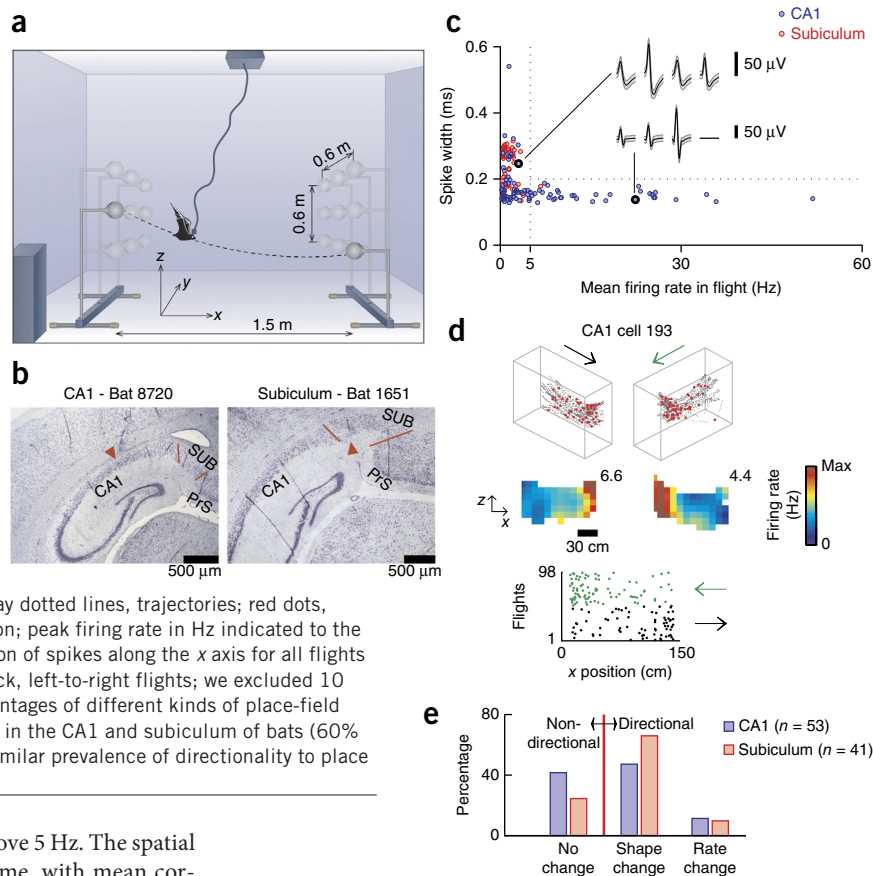 a
0.6 m
0.6 m
z
y
x
1.5 m
b
CA1 - Bat 8720
Subiculum - Bat 1651
SUB
CA1
PrS
500 µm
SUB
CA1
PrS
500 µm
ay dotted lines, trajectories; red dots,
on; peak firing rate in Hz indicated to the
on of spikes along the x axis for all flights
ck, left-to-right flights; we excluded 10
ntages of different kinds of place-field
in the CA1 and subiculum of bats (60%
imilar prevalence of directionality to place
ove 5 Hz. The spatial
me, with mean cor-
c
CA1
Subiculum
0.6
0.4
0.2
0
Spike width (ms)
50 µV
50 µV
0
5
30
60
Mean firing rate in flight (Hz)
d
CA1 cell 193
6.6
4.4
z
x
30 cm
Firing rate
(Hz)
Max
0
98
Flights
1
0
150
x position (cm)
e
80
40
0
Percentage
Non-
directional
Directional
CA1 (n = 53)
Subiculum (n = 41)
No
change
Shape
change
Rate
change